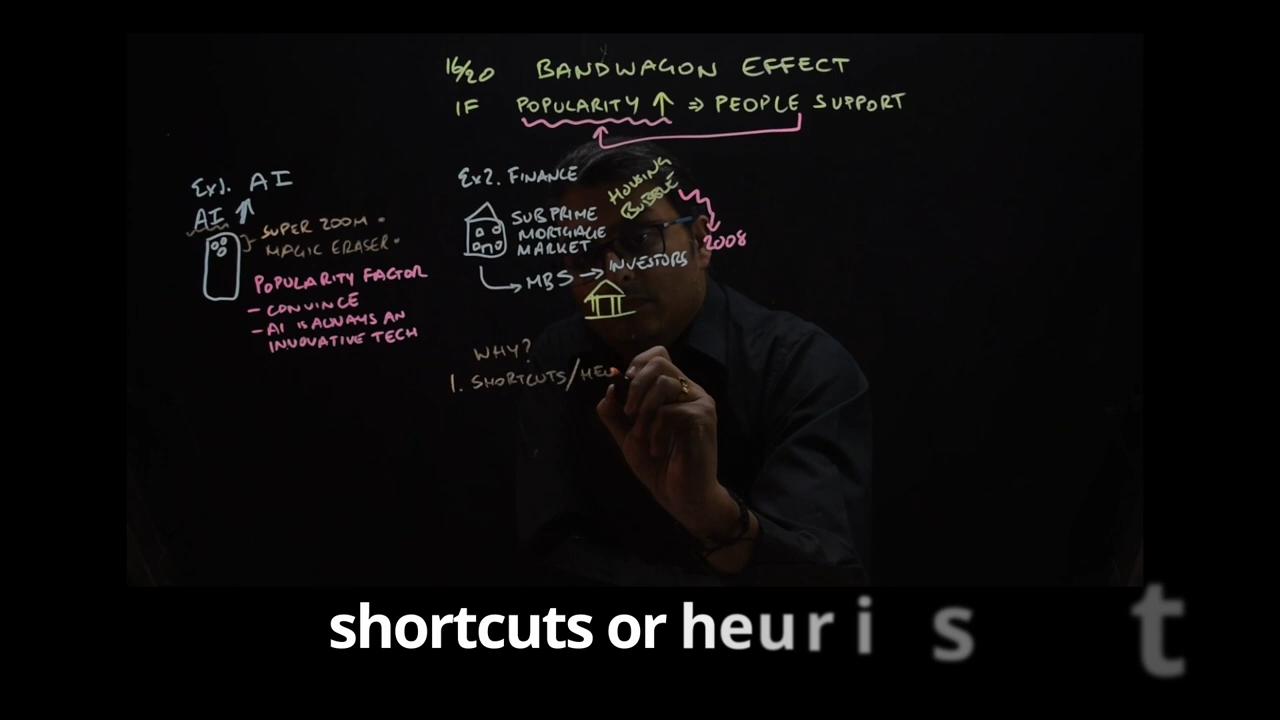 16/20 BANDWAGON EFFECT
IF POPULARITY ↑ ⇒ PEOPLE SUPPORT
Ex1. AI
AI ↑
SUPER ZOOM
MAGIC ERASER
POPULARITY FACTOR
- CONVINCE
- AI IS ALWAYS AN
INNOVATIVE TECH
Ex2. FINANCE
HOUSING
BUBBLE
2008
SUBPRIME
MORTGAGE
MARKET
MBS → INVESTORS
WHY?
1. SHORTCUTS/HEU
shortcuts or heurist